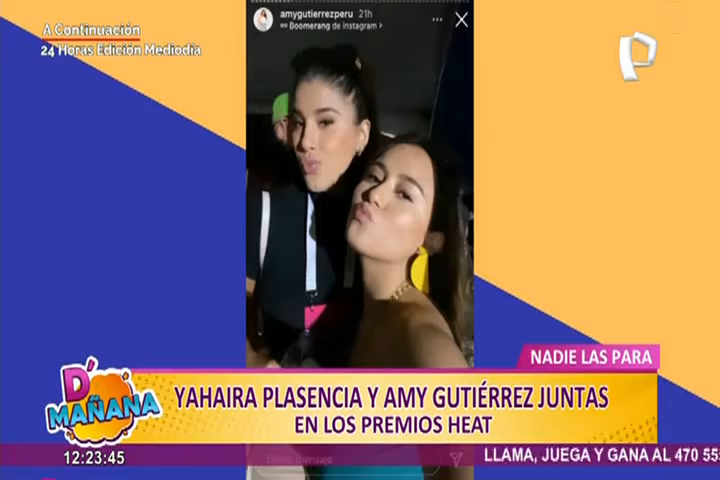 A Continuación
24 Horas Edición Mediodía
amygutierrezperu 21h
Boomerang de Instagram >
NADIE LAS PARA
D'
MAÑANA
YAHAIRA PLASENCIA Y AMY GUTIÉRREZ JUNTAS
EN LOS PREMIOS HEAT
12:23:45
LLAMA, JUEGA Y GANA AL 470 555